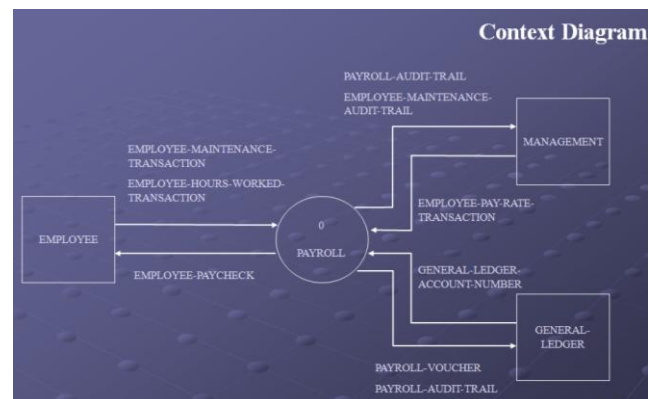 Context Diagram
PAYROLL-AUDIT-TRAIL
EMPLOYEE-MAINTENANCE-
AUDIT-TRAIL
MANAGEMENT
EMPLOYEE-MAINTENANCE-
TRANSACTION
EMPLOYEE-HOURS-WORKED-
TRANSACTION
EMPLOYEE-PAY-RATE-
TRANSACTION
0
PAYROLL
EMPLOYEE
EMPLOYEE-PAYCHECK
GENERAL-LEDGER-
ACCOUNT-NUMBER
GENERAL-
LEDGER
PAYROLL-VOUCHER
PAYROLL-AUDIT-TRAIL